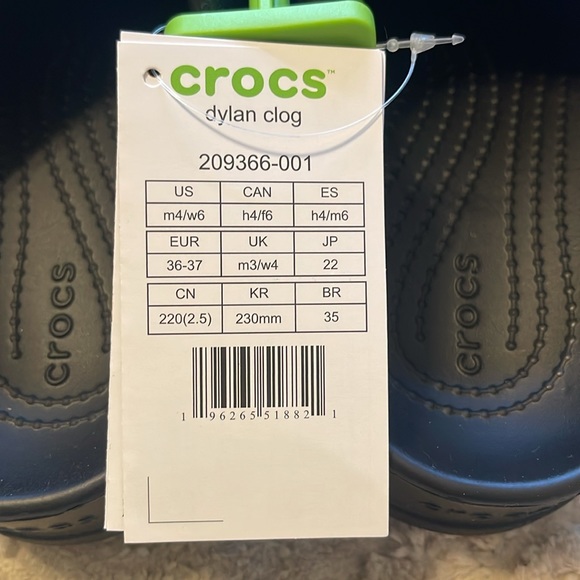 crocs™
dylan clog
209366-001
US CAN ES
m4/w6 h4/f6 h4/m6
EUR UK JP
36-37 m3/w4 22
CN KR BR
220(2.5) 230mm 35
1 96265 51882 1
crocs
crocs